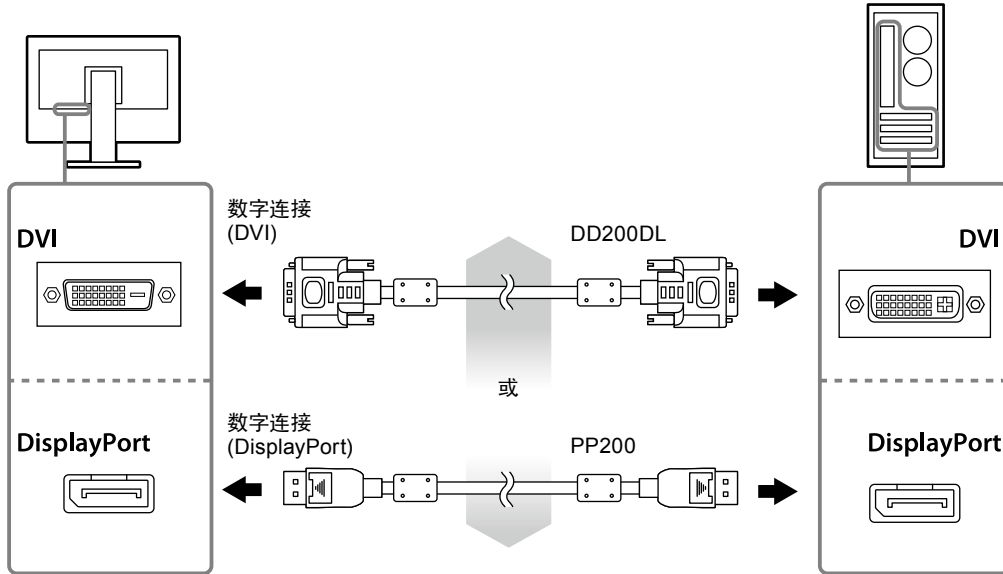 数字连接
(DVI)
DD200DL
DVI
DVI
或
数字连接
(DisplayPort)
PP200
DisplayPort
DisplayPort